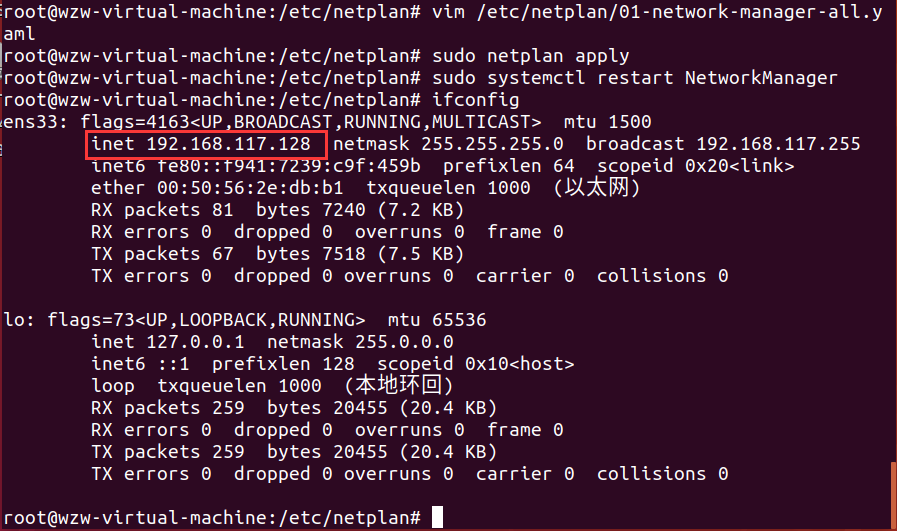 root@wzw-virtual-machine:/etc/netplan# vim /etc/netplan/01-network-manager-all.y
aml
root@wzw-virtual-machine:/etc/netplan# sudo netplan apply
root@wzw-virtual-machine:/etc/netplan# sudo systemctl restart NetworkManager
root@wzw-virtual-machine:/etc/netplan# ifconfig
ens33: flags=4163<UP,BROADCAST,RUNNING,MULTICAST>  mtu 1500
        inet 192.168.117.128  netmask 255.255.255.0  broadcast 192.168.117.255
        inet6 fe80::f941:7239:c9f:459b  prefixlen 64  scopeid 0x20<link>
        ether 00:50:56:2e:db:b1  txqueuelen 1000  (以太网)
        RX packets 81  bytes 7240 (7.2 KB)
        RX errors 0  dropped 0  overruns 0  frame 0
        TX packets 67  bytes 7518 (7.5 KB)
        TX errors 0  dropped 0 overruns 0  carrier 0  collisions 0

lo: flags=73<UP,LOOPBACK,RUNNING>  mtu 65536
        inet 127.0.0.1  netmask 255.0.0.0
        inet6 ::1  prefixlen 128  scopeid 0x10<host>
        loop  txqueuelen 1000  (本地环回)
        RX packets 259  bytes 20455 (20.4 KB)
        RX errors 0  dropped 0  overruns 0  frame 0
        TX packets 259  bytes 20455 (20.4 KB)
        TX errors 0  dropped 0 overruns 0  carrier 0  collisions 0

root@wzw-virtual-machine:/etc/netplan#